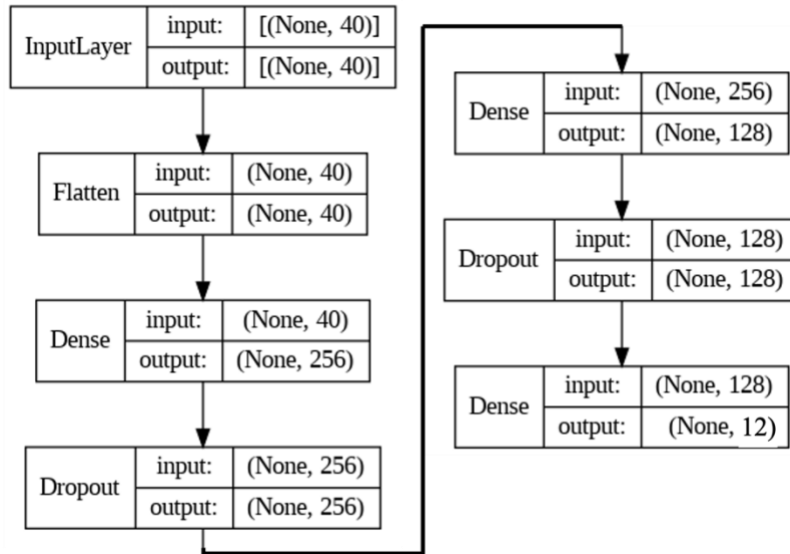 InputLayer input: [(None, 40)]
output: [(None, 40)]
Flatten input: (None, 40)
output: (None, 40)
Dense input: (None, 40)
output: (None, 256)
Dropout input: (None, 256)
output: (None, 256)
Dense input: (None, 256)
output: (None, 128)
Dropout input: (None, 128)
output: (None, 128)
Dense input: (None, 128)
output: (None, 12)